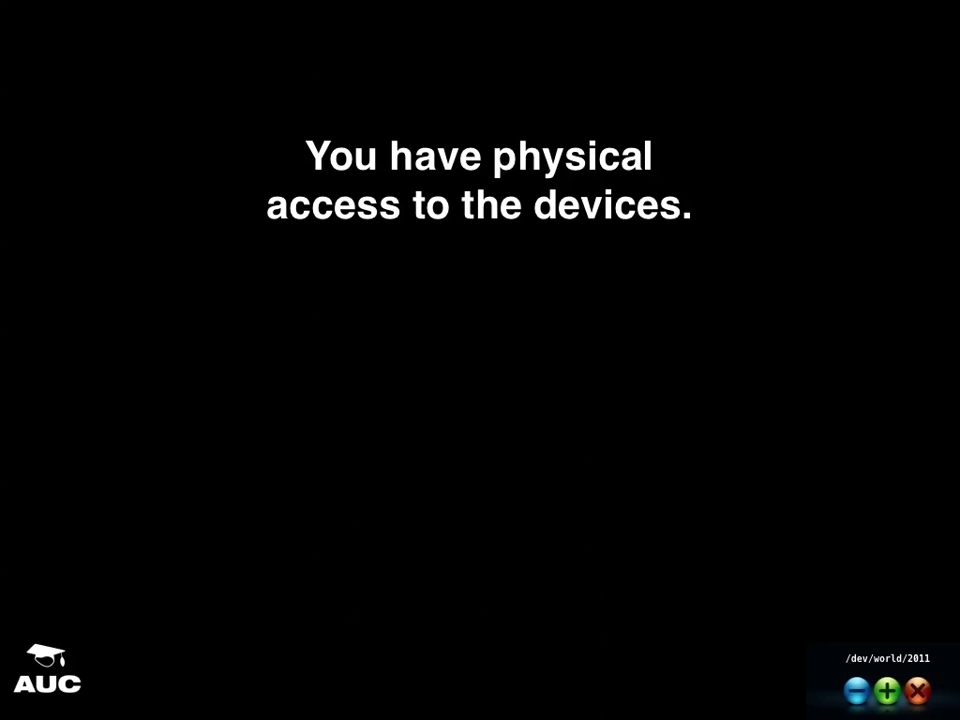 You have physical
access to the devices.
AUC
/dev/world/2011